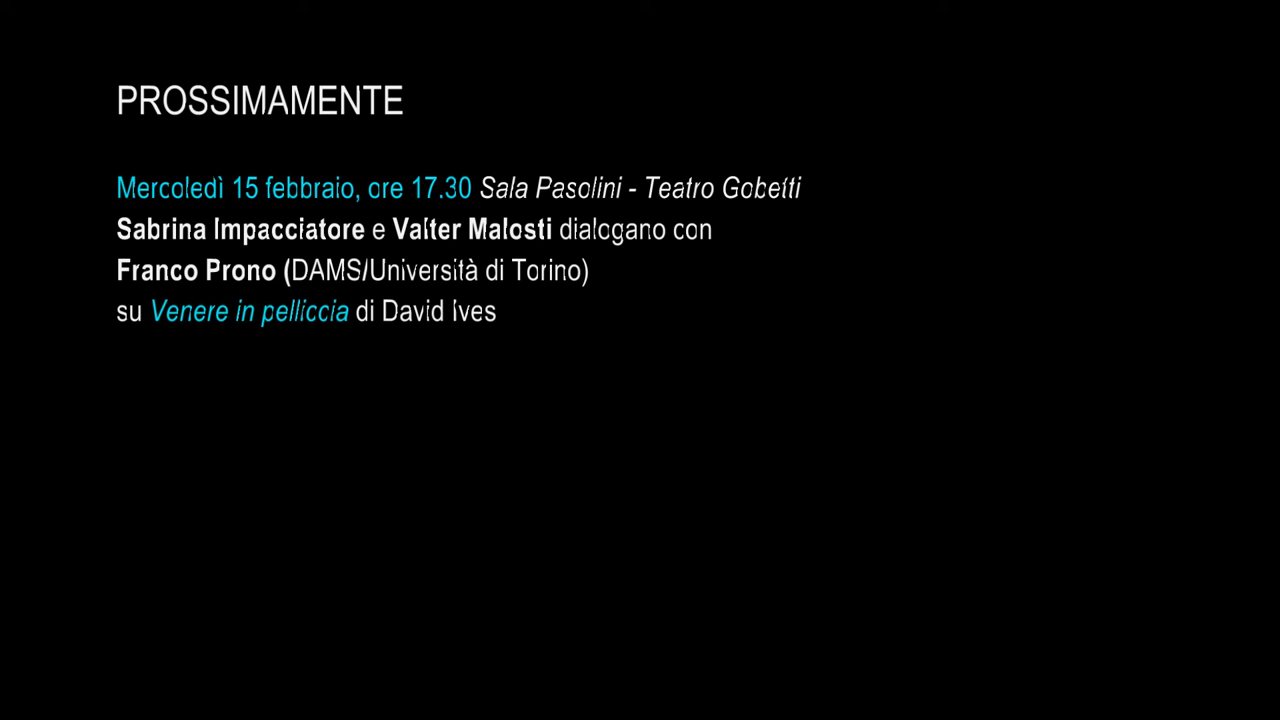 PROSSIMAMENTE
Mercoledì 15 febbraio, ore 17.30 Sala Pasolini - Teatro Gobetti
Sabrina Impacciatore e Valter Malosti dialogano con
Franco Prono (DAMS/Università di Torino)
su Venere in pelliccia di David Ives